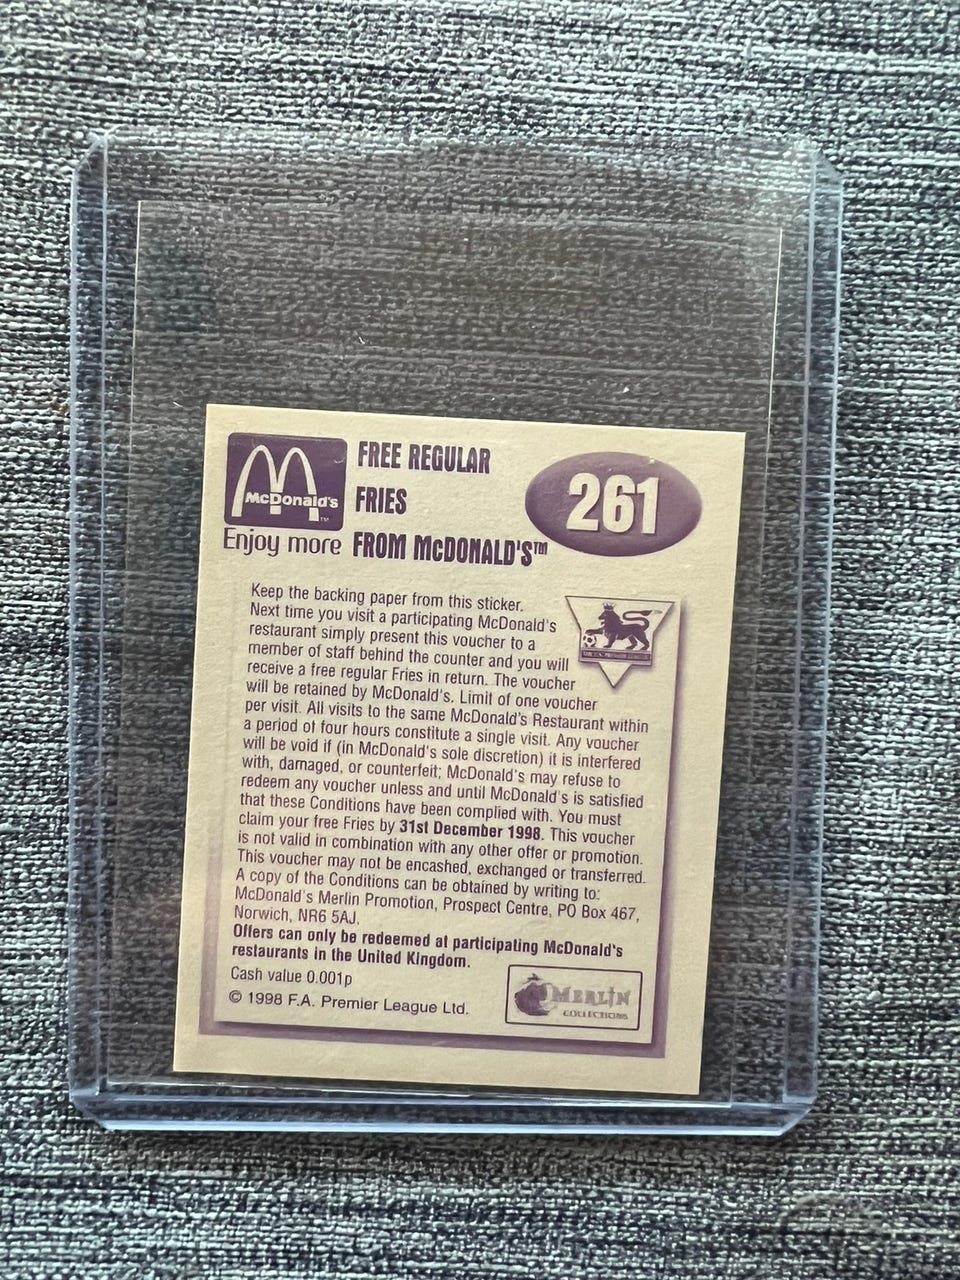 McDonald's™
Enjoy more
FREE REGULAR
FRIES
FROM McDONALD'S™
261
Keep the backing paper from this sticker.
Next time you visit a participating McDonald's
restaurant simply present this voucher to a
member of staff behind the counter and you will
receive a free regular Fries in return. The voucher
will be retained by McDonald's. Limit of one voucher
per visit. All visits to the same McDonald's Restaurant within
a period of four hours constitute a single visit. Any voucher
will be void if (in McDonald's sole discretion) it is interfered
with, damaged, or counterfeit; McDonald's may refuse to
redeem any voucher unless and until McDonald's is satisfied
that these Conditions have been complied with. You must
claim your free Fries by 31st December 1998. This voucher
is not valid in combination with any other offer or promotion.
This voucher may not be encashed, exchanged or transferred.
A copy of the Conditions can be obtained by writing to:
McDonald's Merlin Promotion, Prospect Centre, PO Box 467,
Norwich, NR6 5AJ.
Offers can only be redeemed at participating McDonald's
restaurants in the United Kingdom.
Cash value 0.001p
© 1998 F.A. Premier League Ltd.
MERLIN
COLLECTIONS